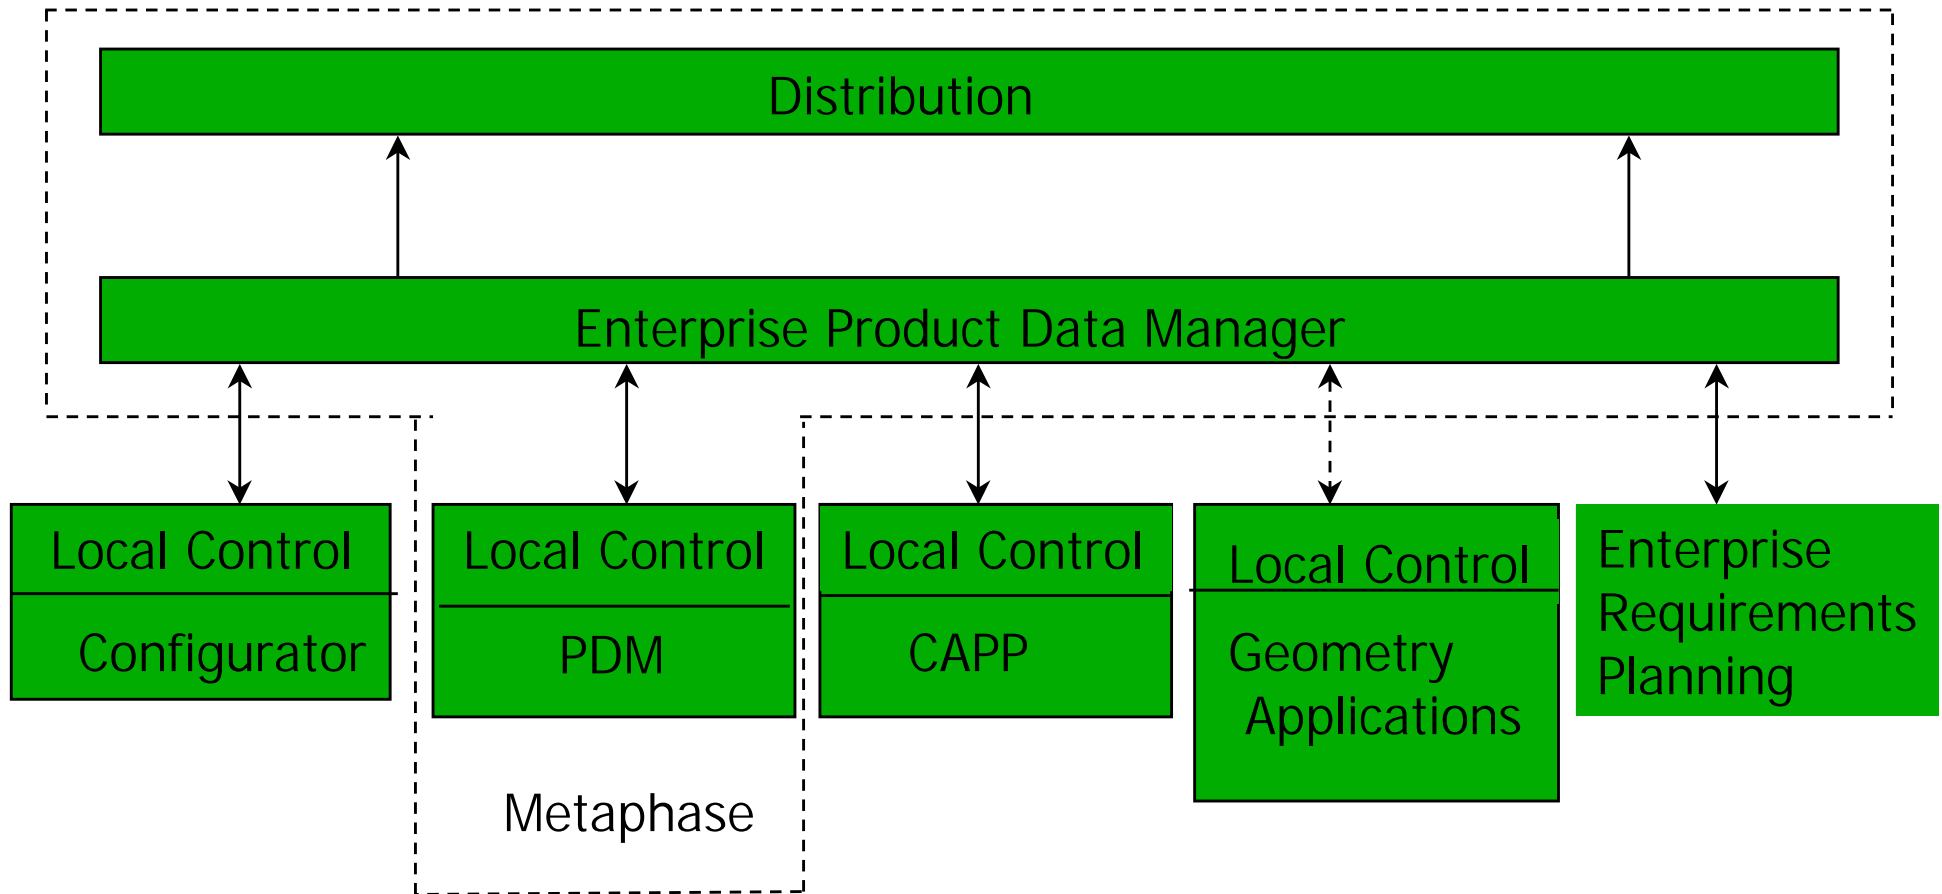 Distribution
Enterprise Product Data Manager
Local Control
Configurator
Local Control
PDM
Local Control
CAPP
Local Control
Geometry
Applications
Enterprise
Requirements
Planning
Metaphase